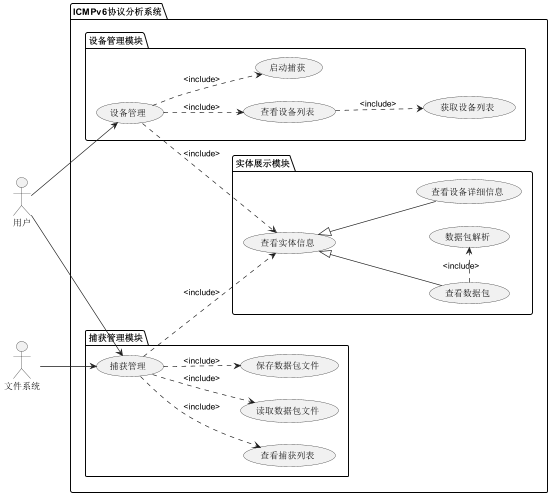 ICMPv6协议分析系统
设备管理模块
启动捕获
<include>
设备管理
<include>
查看设备列表
<include>
获取设备列表
<include>
实体展示模块
查看设备详细信息
用户
查看实体信息
数据包解析
<include>
查看数据包
<include>
捕获管理模块
文件系统
捕获管理
<include>
保存数据包文件
<include>
读取数据包文件
<include>
查看捕获列表